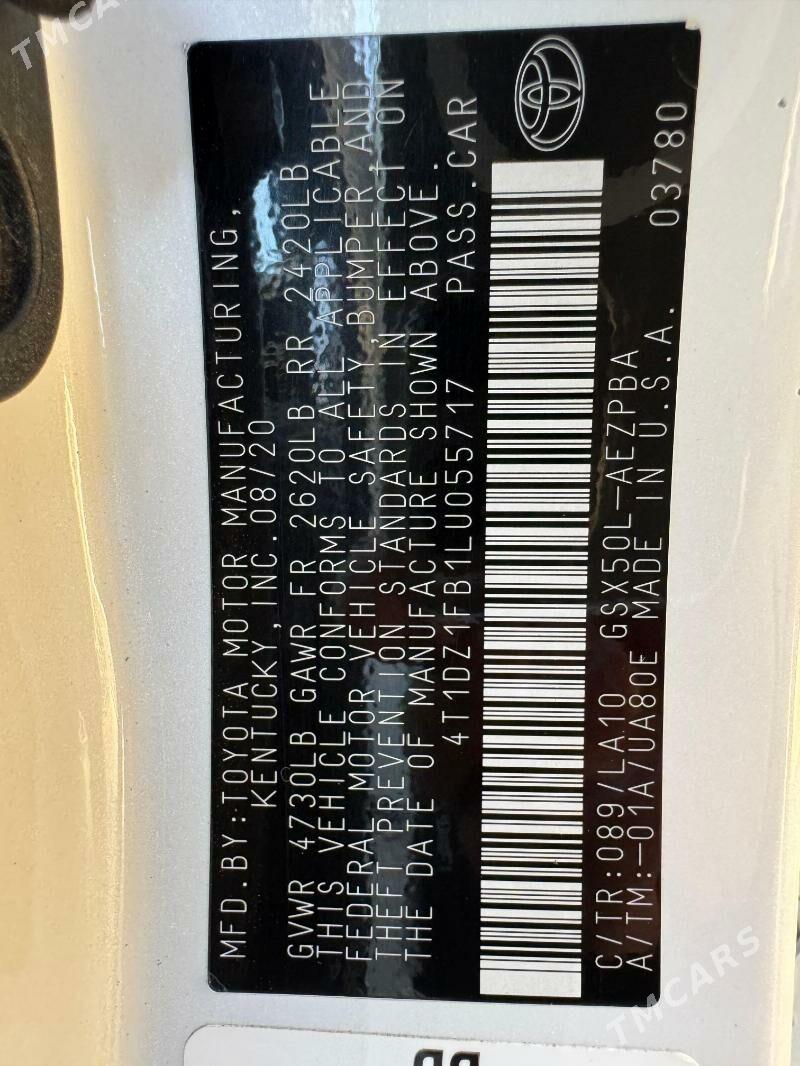 MFD.BY:TOYOTA MOTOR MANUFACTURING,
KENTUCKY,INC.08/20
GVWR 4730LB GAWR FR 2620LB RR 2420LB
THIS VEHICLE CONFORMS TO ALL APPLICABLE
FEDERAL MOTOR VEHICLE SAFETY,BUMPER,AND
THEFT PREVENTION STANDARDS IN EFFECT ON
THE DATE OF MANUFACTURE SHOWN ABOVE.
4T1DZ1FB1LU055717 PASS.CAR
C/TR:089/LA10 GSX50L-AEZPBA
A/TM:-01A/UA80E MADE IN U.S.A. 03780
TMCARS
TMCARS